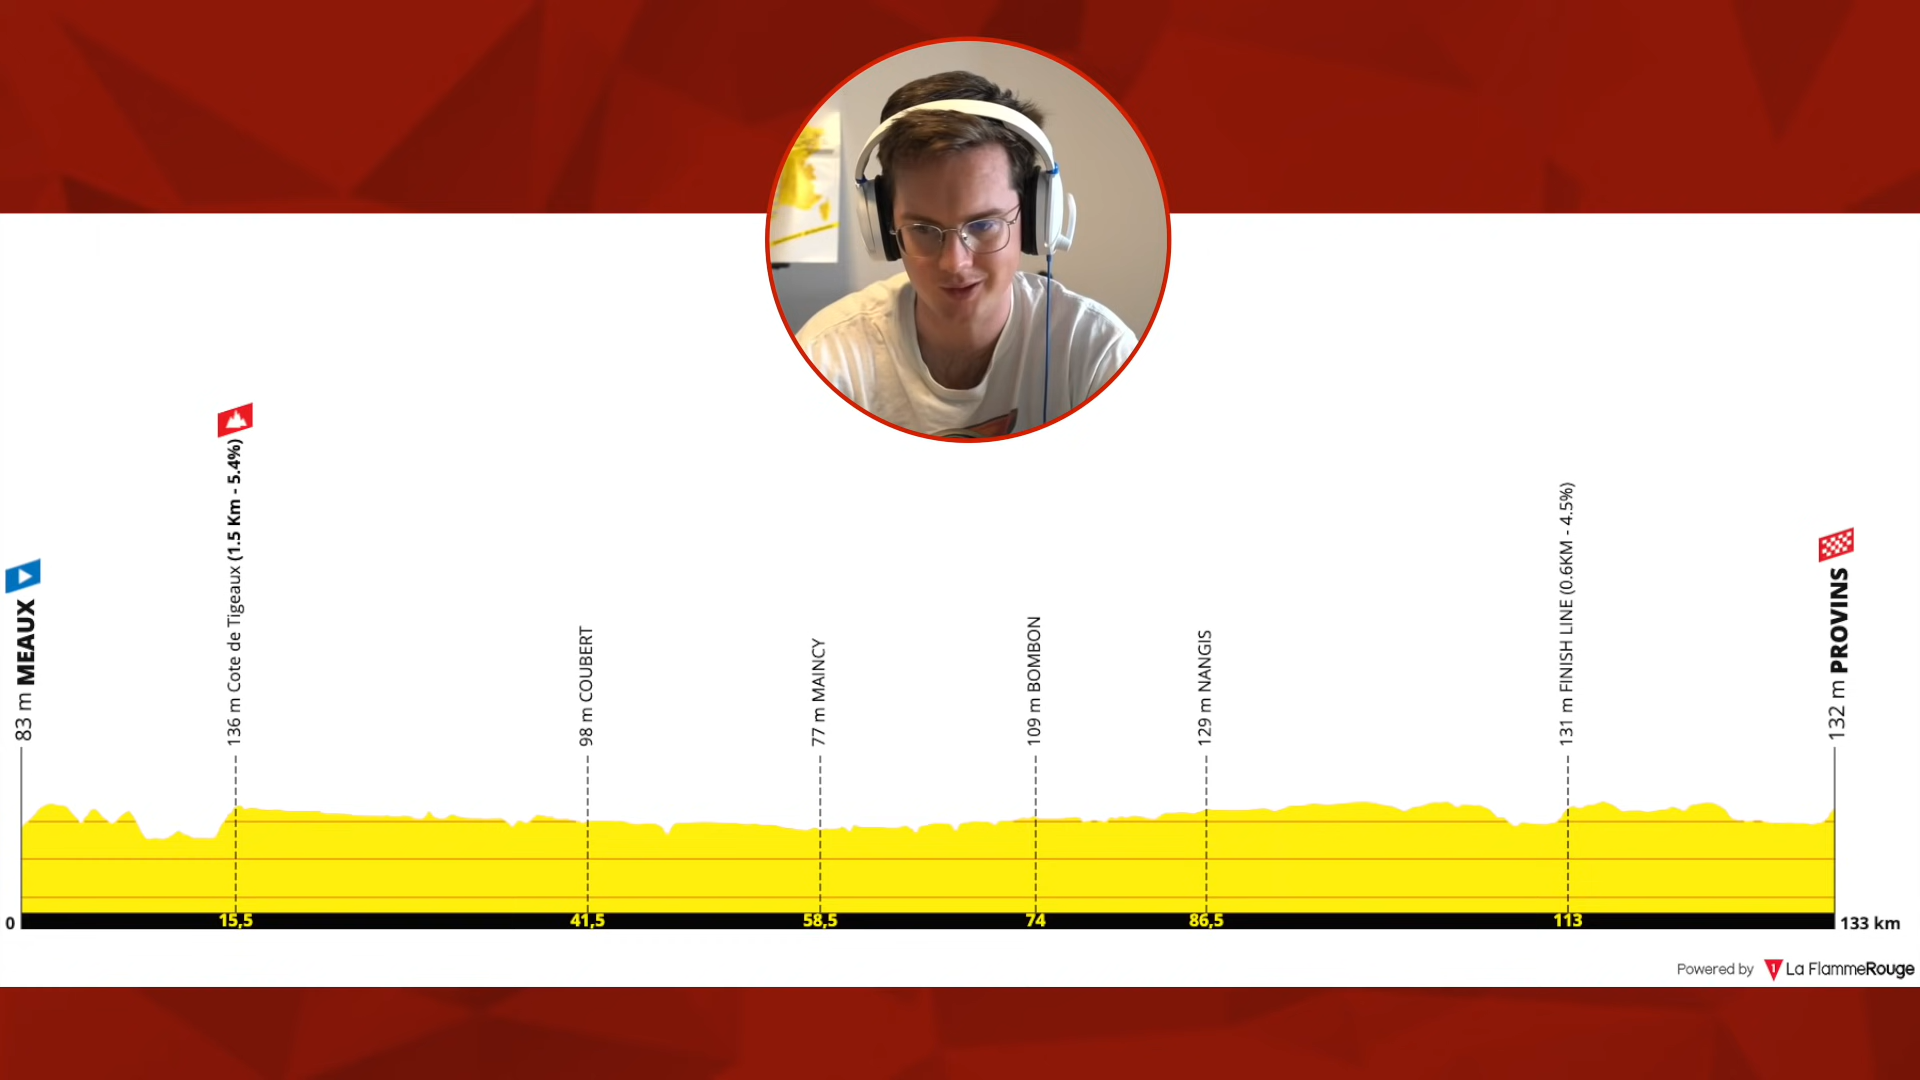 83 m MEAUX
136 m Cote de Tigeaux (1.5 Km - 5.4%)
98 m COUBERT
77 m MAINCY
109 m BOMBON
129 m NANGIS
131 m FINISH LINE (0.6KM - 4.5%)
132 m PROVINS
0
15,5
41,5
58,5
74
86,5
113
133 km
Powered by 1 La FlammeRouge